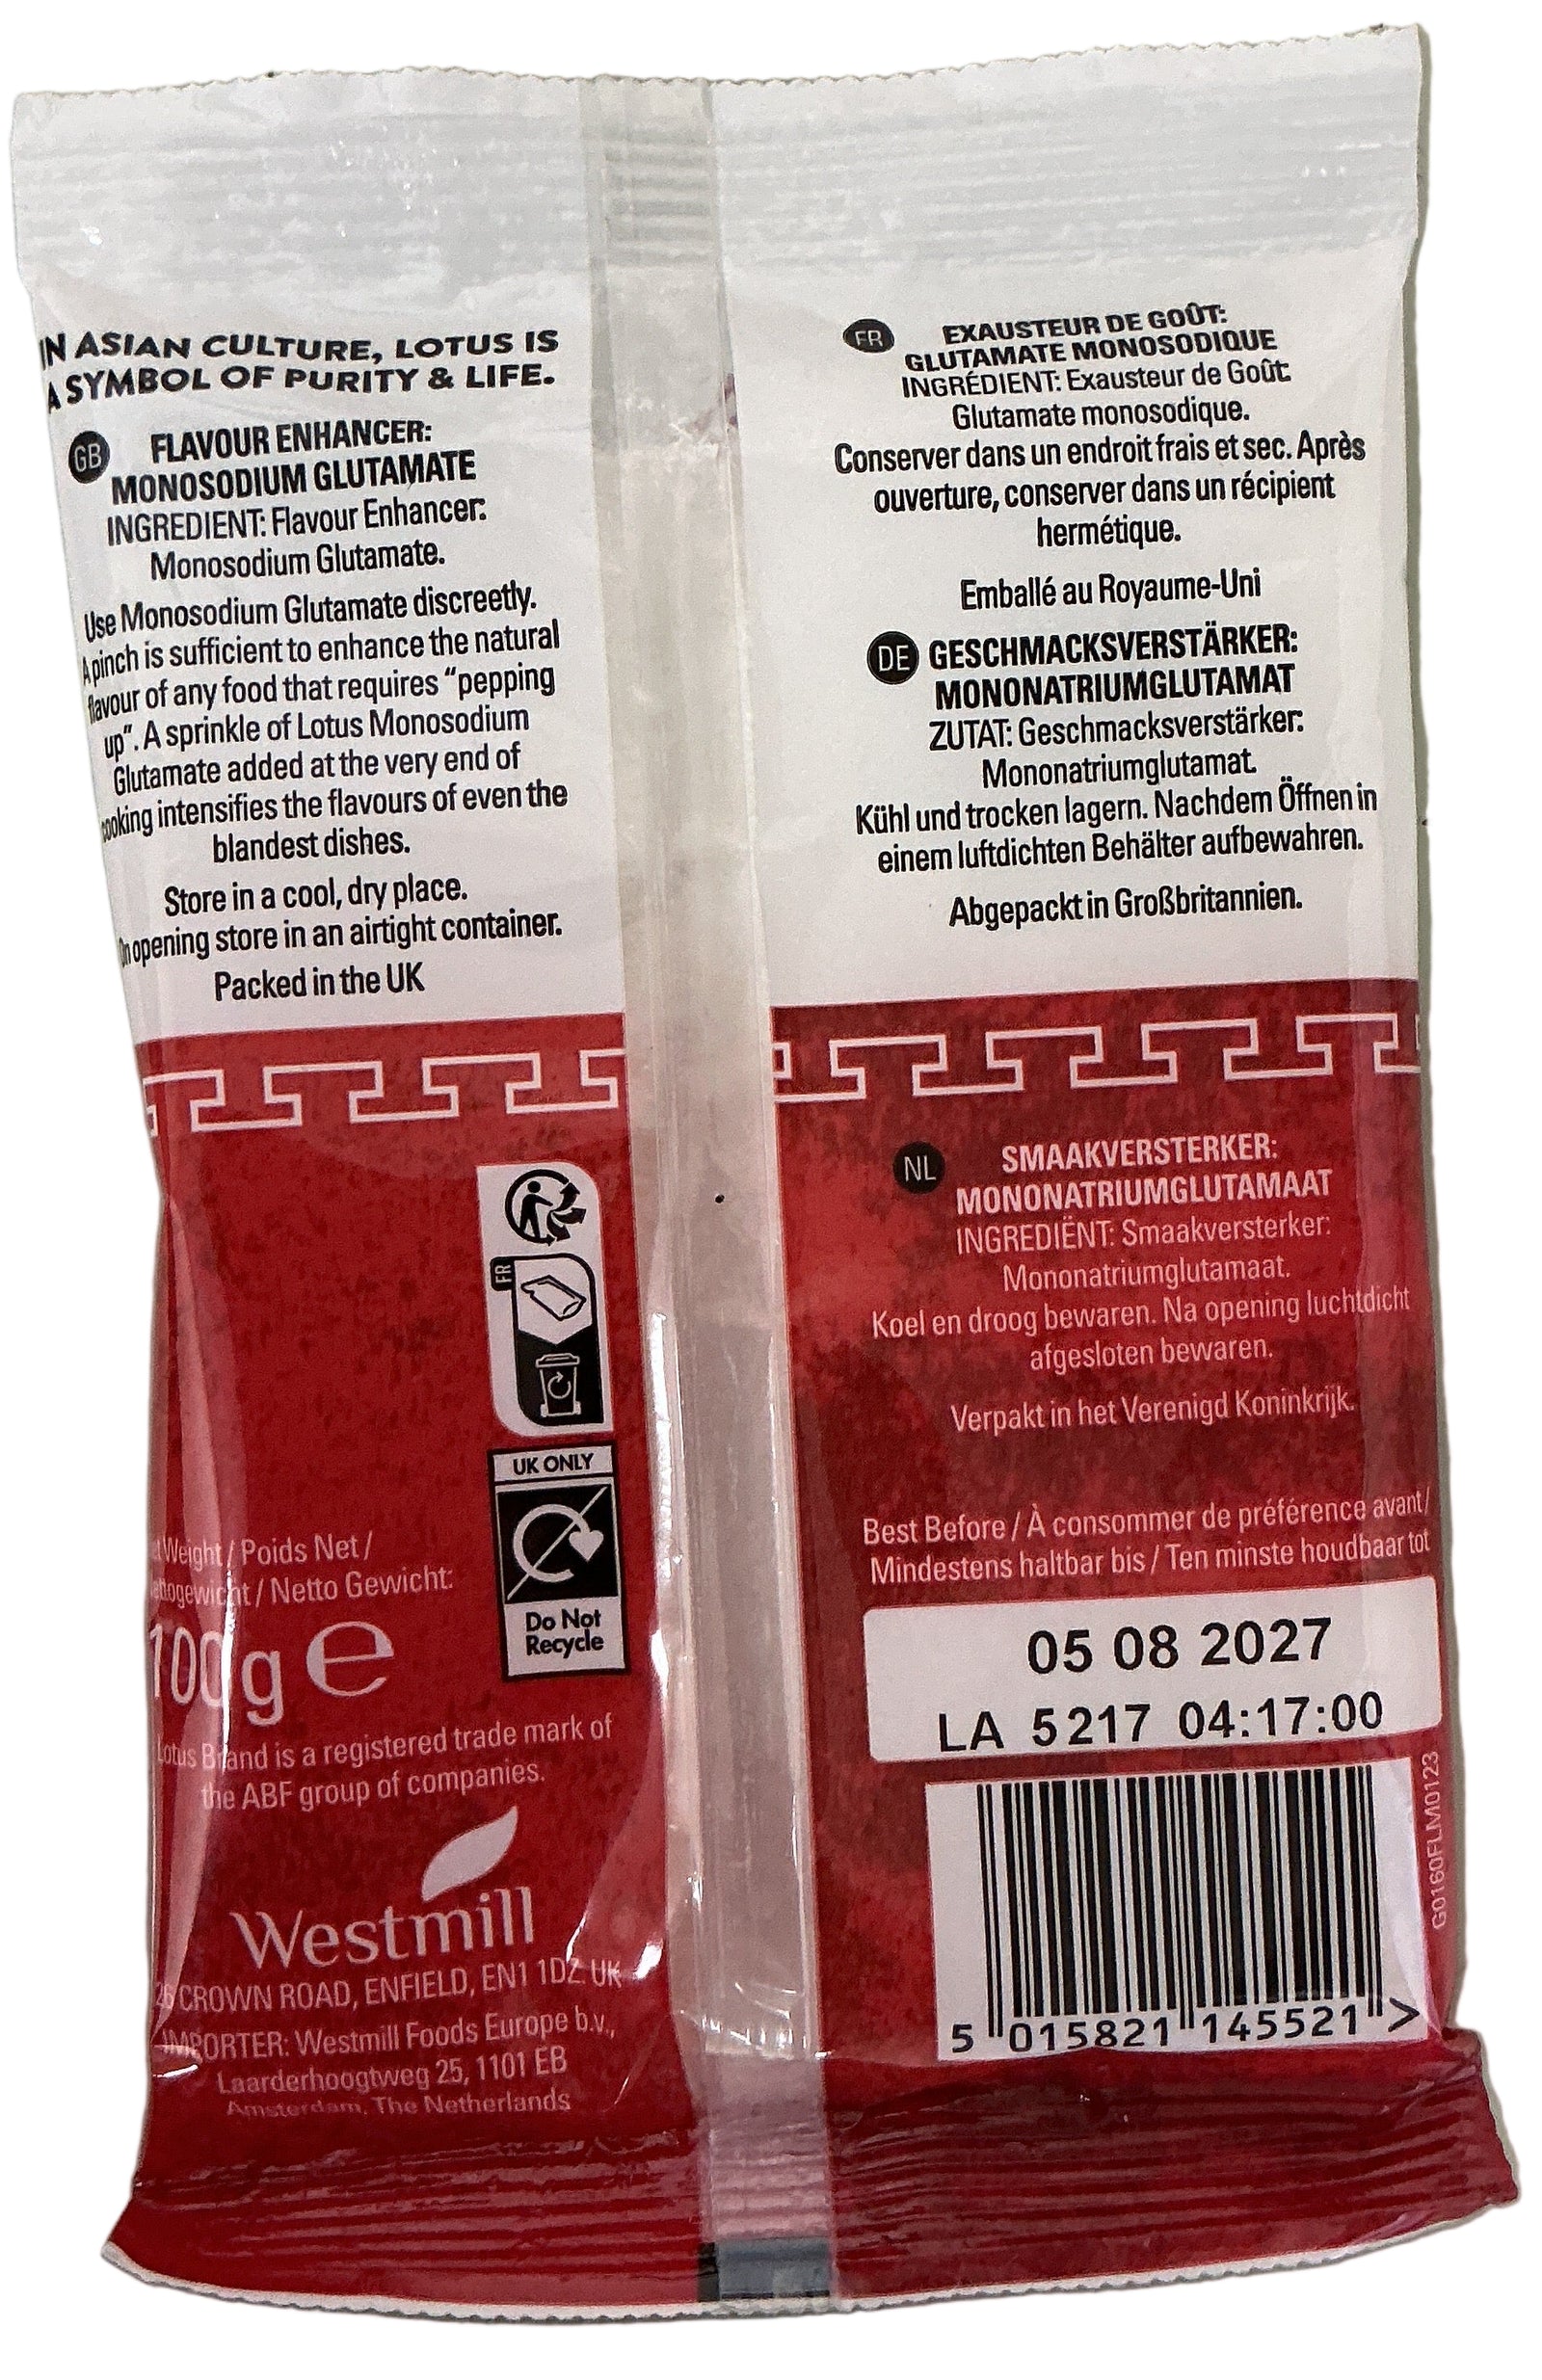 IN ASIAN CULTURE, LOTUS IS
A SYMBOL OF PURITY & LIFE.
GB
FLAVOUR ENHANCER:
MONOSODIUM GLUTAMATE
INGREDIENT: Flavour Enhancer:
Monosodium Glutamate.
Use Monosodium Glutamate discreetly.
A pinch is sufficient to enhance the natural
flavour of any food that requires “pepping
up”. A sprinkle of Lotus Monosodium
Glutamate added at the very end of
cooking intensifies the flavours of even the
blandest dishes.
Store in a cool, dry place.
On opening store in an airtight container.
Packed in the UK
FR
UK ONLY
Do Not
Recycle
Net Weight / Poids Net /
Nettogewicht / Netto Gewicht:
100g e
Lotus Brand is a registered trade mark of
the ABF group of companies.
Westmill
26 CROWN ROAD, ENFIELD, EN1 1DZ. UK
IMPORTER: Westmill Foods Europe b.v.,
Laarderhoogtweg 25, 1101 EB
Amsterdam, The Netherlands
FR
EXAUSTEUR DE GOÛT:
GLUTAMATE MONOSODIQUE
INGRÉDIENT: Exausteur de Goût:
Glutamate monosodique.
Conserver dans un endroit frais et sec. Après
ouverture, conserver dans un récipient
hermétique.
Emballé au Royaume-Uni
DE GESCHMACKSVERSTÄRKER:
MONONATRIUMGLUTAMAT
ZUTAT: Geschmacksverstärker:
Mononatriumglutamat.
Kühl und trocken lagern. Nachdem Öffnen in
einem luftdichten Behälter aufbewahren.
Abgepackt in Großbritannien.
NL
SMAAKVERSTERKER:
MONONATRIUMGLUTAMAAT
INGREDIËNT: Smaakversterker:
Mononatriumglutamaat.
Koel en droog bewaren. Na opening luchtdicht
afgesloten bewaren.
Verpakt in het Verenigd Koninkrijk.
Best Before / À consommer de préférence avant/
Mindestens haltbar bis / Ten minste houdbaar tot
05 08 2027
LA 5217 04:17:00
G0160FLM0123
5 015821 145521 >